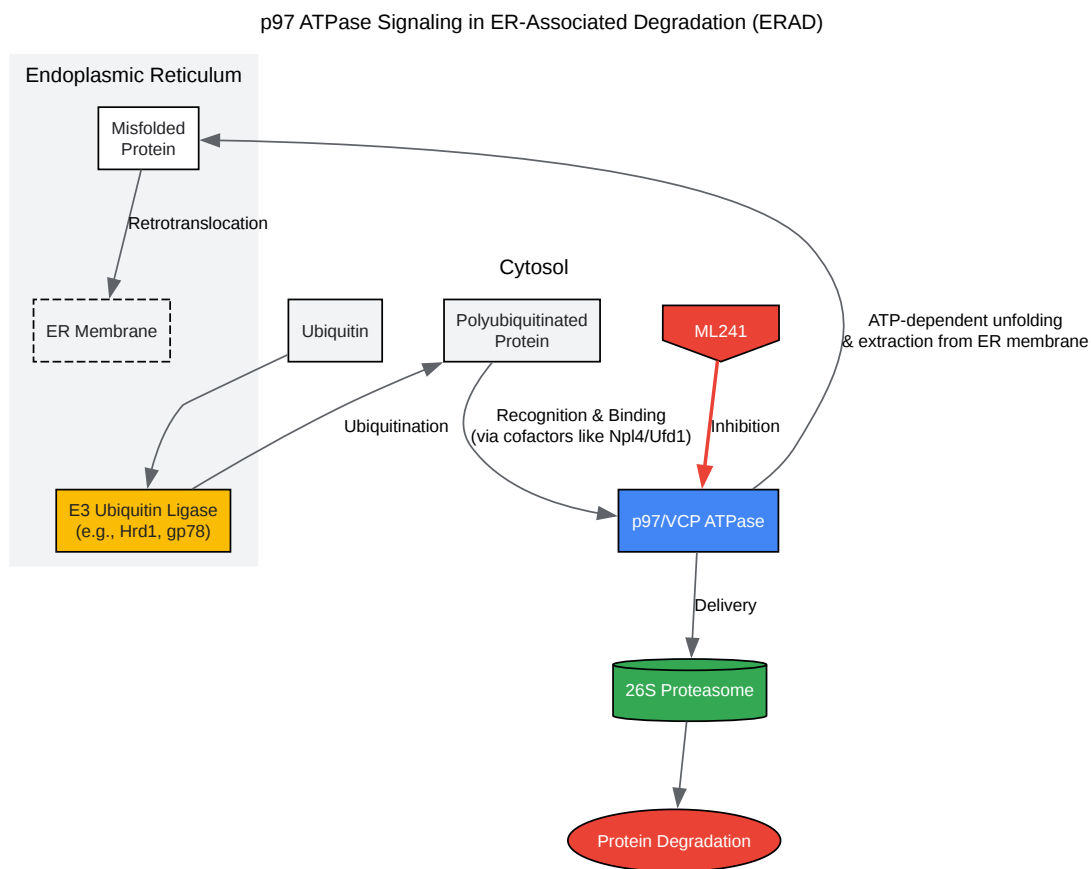 p97 ATPase Signaling in ER-Associated Degradation (ERAD)
Endoplasmic Reticulum
Misfolded
Protein
Retrotranslocation
Cytosol
ER Membrane
Ubiquitin
Polyubiquitinated
Protein
ML241
ATP-dependent unfolding
& extraction from ER membrane
Ubiquitination
Recognition & Binding
(via cofactors like Npl4/Ufd1)
Inhibition
E3 Ubiquitin Ligase
(e.g., Hrd1, gp78)
p97/VCP ATPase
Delivery
26S Proteasome
Protein Degradation